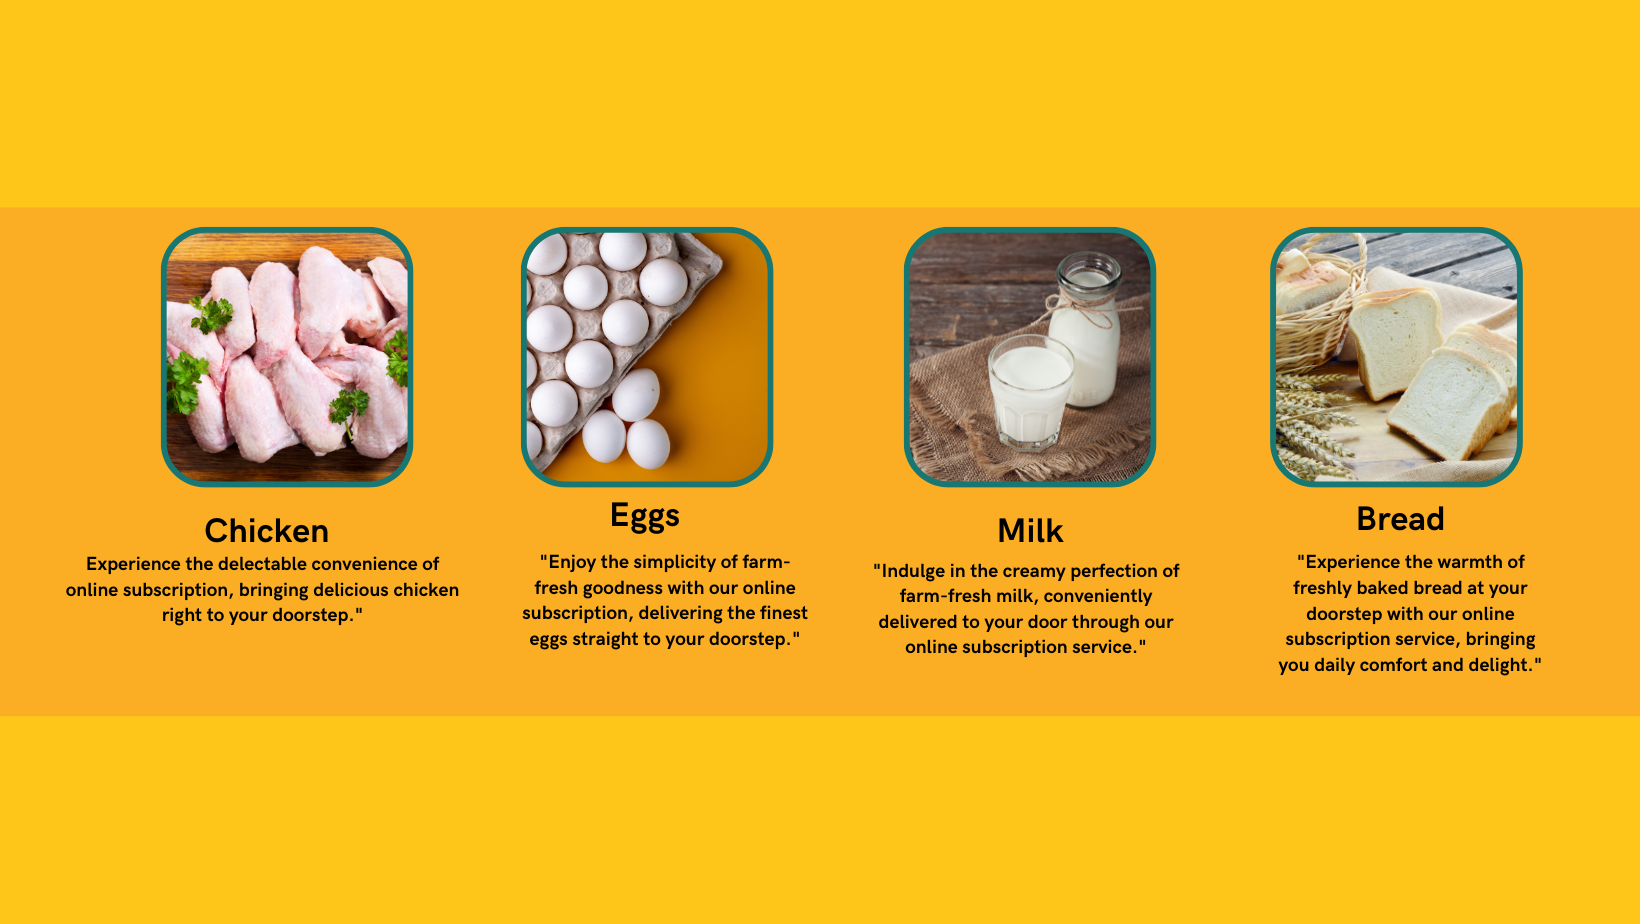 Chicken
Experience the delectable convenience of
online subscription, bringing delicious chicken
right to your doorstep."
Eggs
"Enjoy the simplicity of farm-
fresh goodness with our online
subscription, delivering the finest
eggs straight to your doorstep."
Milk
"Indulge in the creamy perfection of
farm-fresh milk, conveniently
delivered to your door through our
online subscription service."
Bread
"Experience the warmth of
freshly baked bread at your
doorstep with our online
subscription service, bringing
you daily comfort and delight."